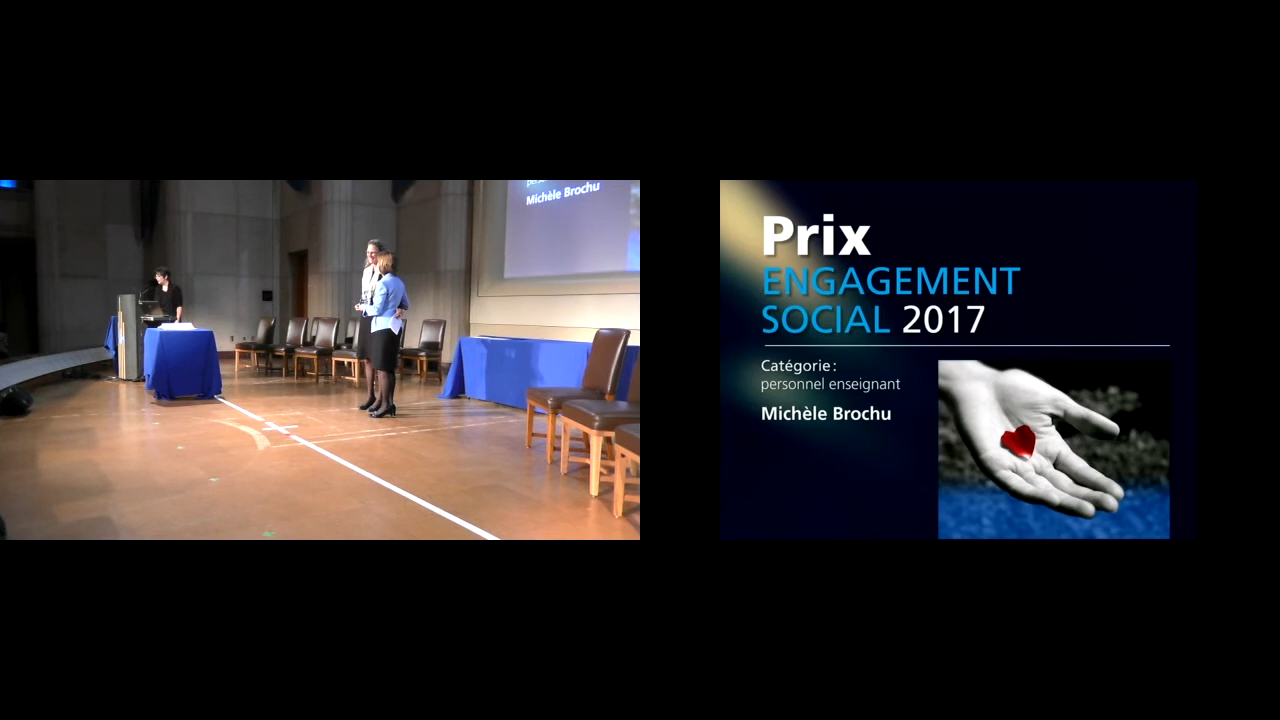 Michèle Brochu
Prix
ENGAGEMENT
SOCIAL 2017
Catégorie :
personnel enseignant
Michèle Brochu